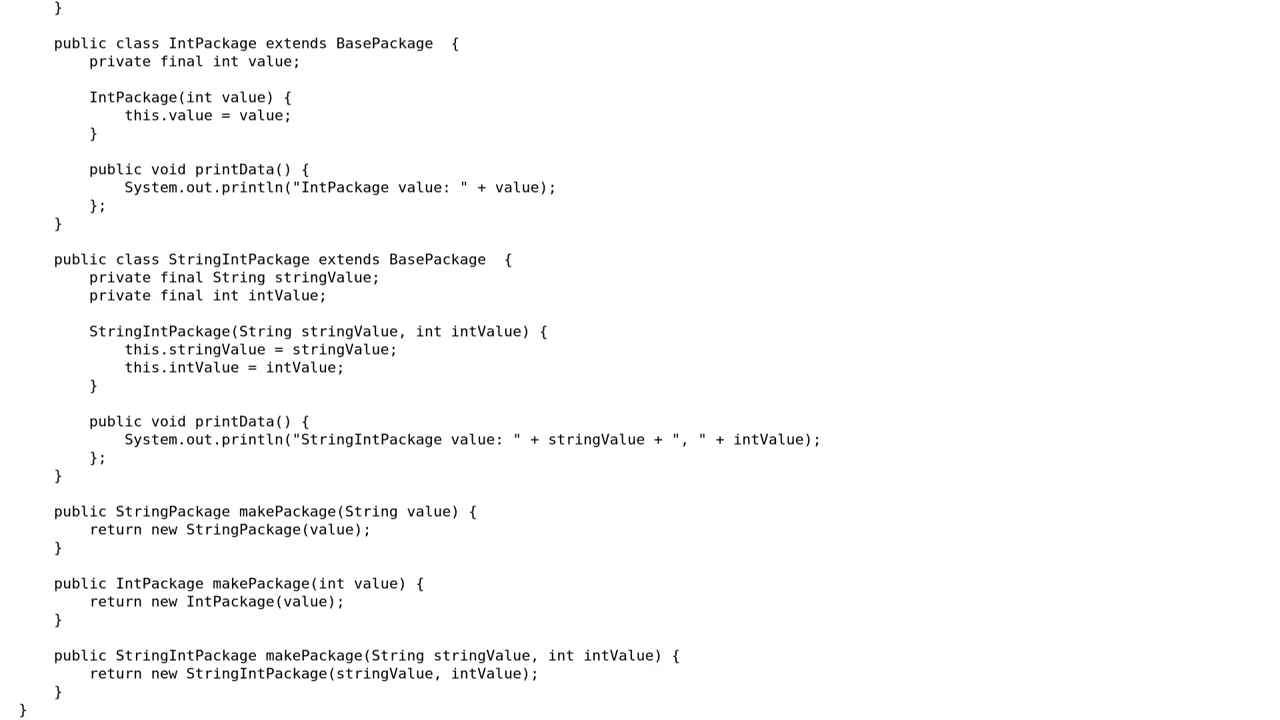 }

    public class IntPackage extends BasePackage  {
        private final int value;

        IntPackage(int value) {
            this.value = value;
        }

        public void printData() {
            System.out.println("IntPackage value: " + value);
        };
    }

    public class StringIntPackage extends BasePackage  {
        private final String stringValue;
        private final int intValue;

        StringIntPackage(String stringValue, int intValue) {
            this.stringValue = stringValue;
            this.intValue = intValue;
        }

        public void printData() {
            System.out.println("StringIntPackage value: " + stringValue + ", " + intValue);
        };
    }

    public StringPackage makePackage(String value) {
        return new StringPackage(value);
    }

    public IntPackage makePackage(int value) {
        return new IntPackage(value);
    }

    public StringIntPackage makePackage(String stringValue, int intValue) {
        return new StringIntPackage(stringValue, intValue);
    }
}